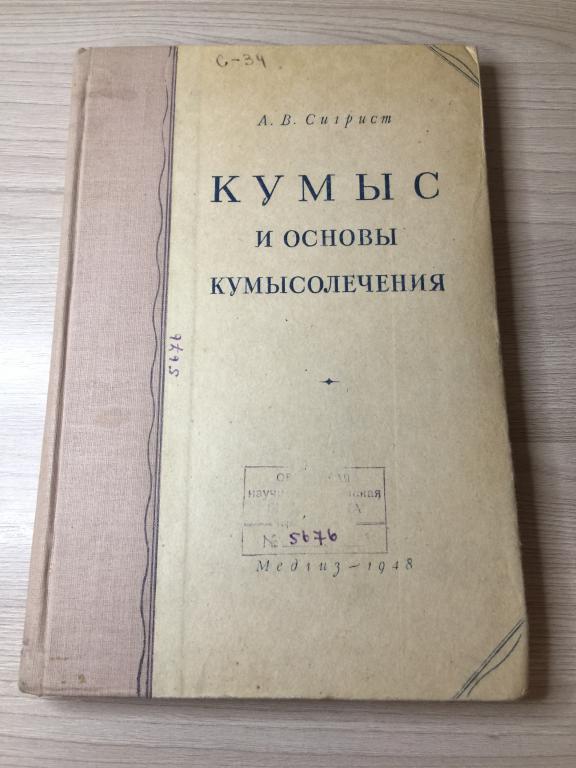 С-34
А. В. Сигрист
КУМЫС
И ОСНОВЫ
КУМЫСОЛЕЧЕНИЯ
5676
№ 5676
Медгиз—1948